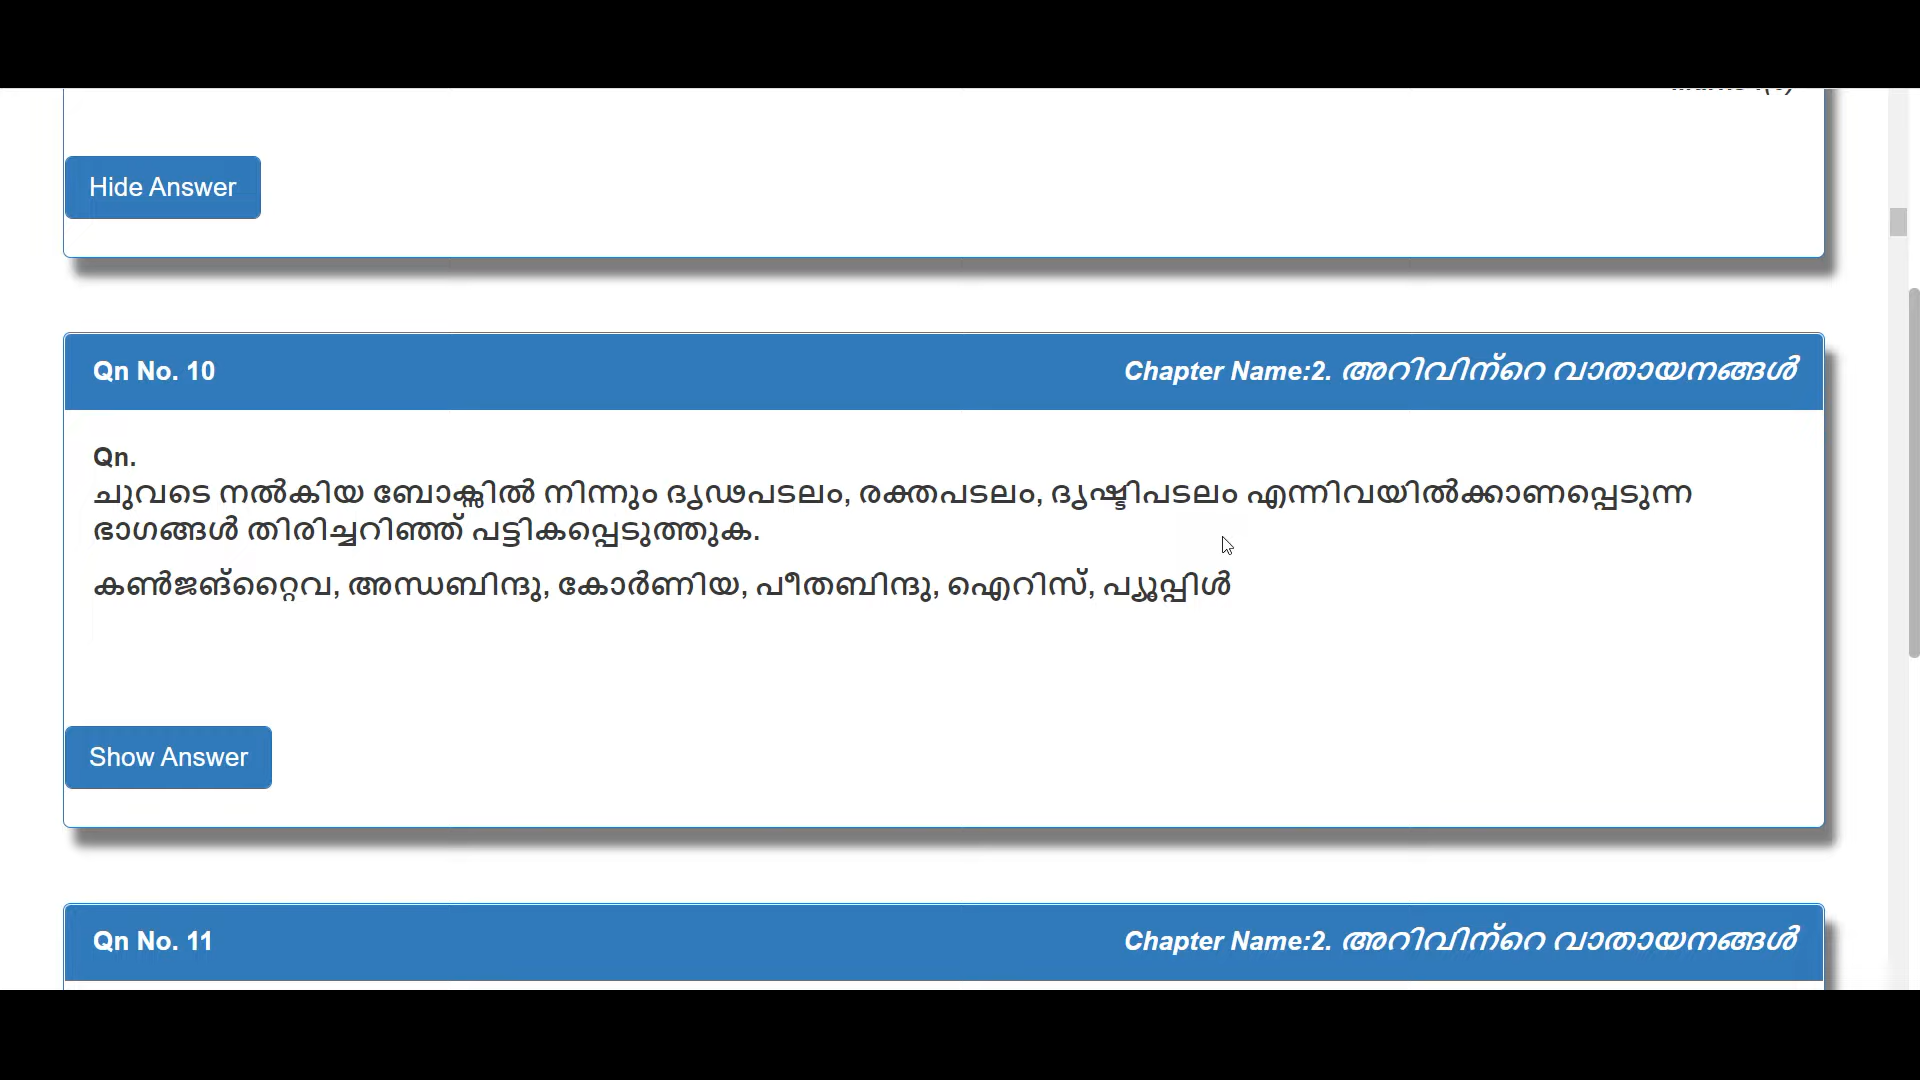 Hide Answer
Qn No. 10 Chapter Name:2. അറിവിന്റെ വാതായനങ്ങൾ
Qn.
ചുവടെ നൽകിയ ബോക്സിൽ നിന്നും ദൃഢപടലം, രക്തപടലം, ദൃഷ്ടിപടലം എന്നിവയിൽക്കാണപ്പെടുന്ന
ഭാഗങ്ങൾ തിരിച്ചറിഞ്ഞ് പട്ടികപ്പെടുത്തുക.
കൺജങ്റ്റൈവ, അന്ധബിന്ദു, കോർണിയ, പീതബിന്ദു, ഐറിസ്, പ്യൂപ്പിൾ
Show Answer
Qn No. 11 Chapter Name:2. അറിവിന്റെ വാതായനങ്ങൾ